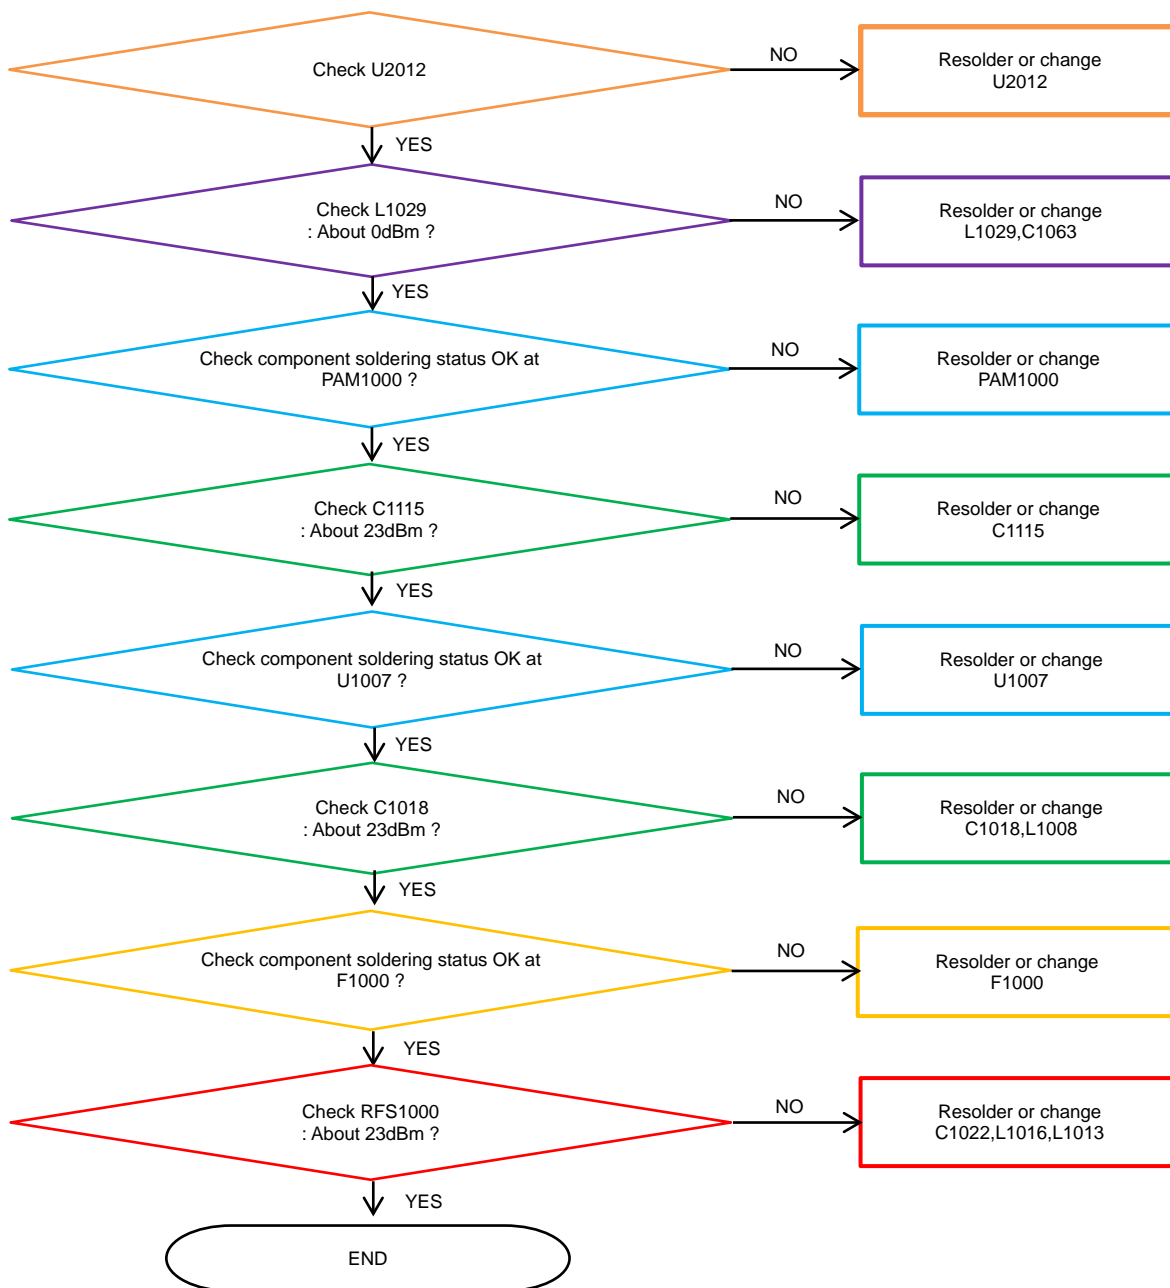 Check U2012
NO
Resolder or change
U2012
YES
Check L1029
: About 0dBm ?
NO
Resolder or change
L1029,C1063
YES
Check component soldering status OK at
PAM1000 ?
NO
Resolder or change
PAM1000
YES
Check C1115
: About 23dBm ?
NO
Resolder or change
C1115
YES
Check component soldering status OK at
U1007 ?
NO
Resolder or change
U1007
YES
Check C1018
: About 23dBm ?
NO
Resolder or change
C1018,L1008
YES
Check component soldering status OK at
F1000 ?
NO
Resolder or change
F1000
YES
Check RFS1000
: About 23dBm ?
NO
Resolder or change
C1022,L1016,L1013
YES
END